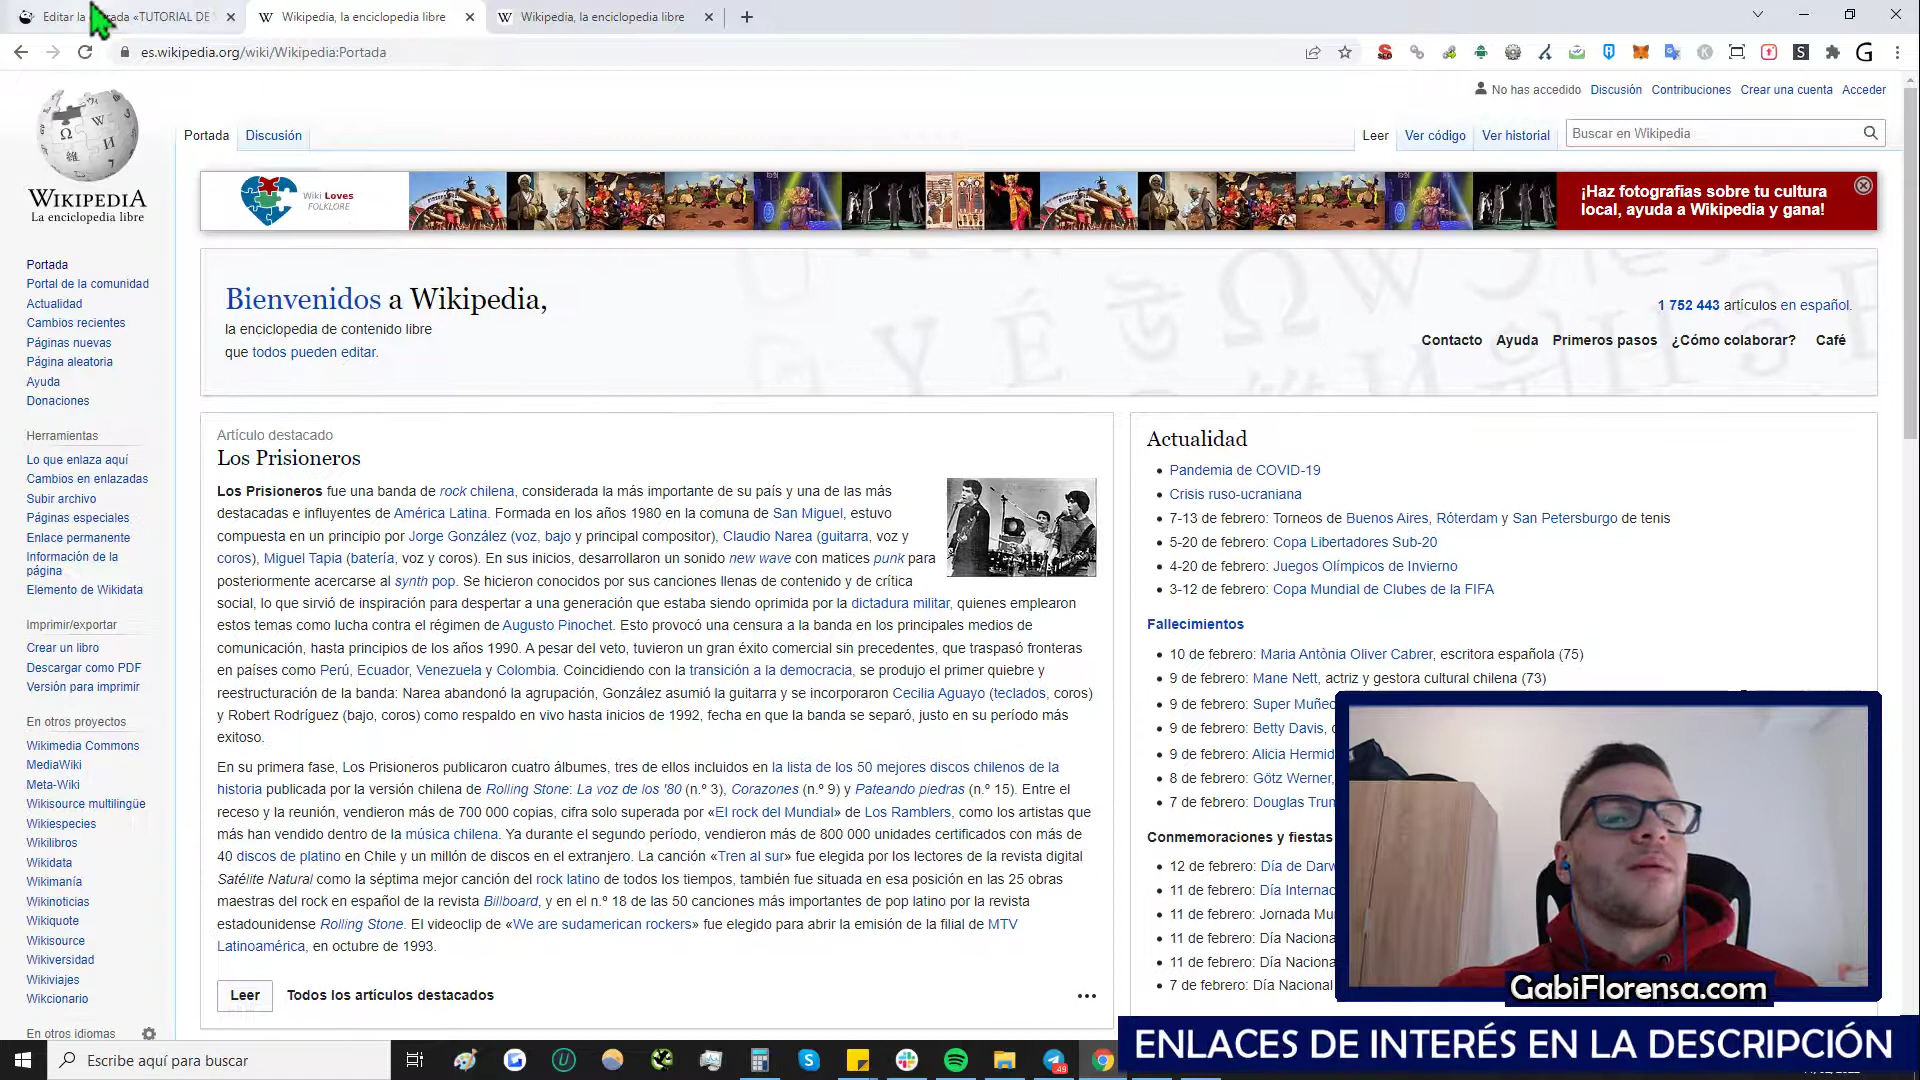 Editar la
rada «TUTORIAL DE
Wikipedia, la enciclopedia libre
Wikipedia, la enciclopedia libre
es.wikipedia.org/wiki/Wikipedia:Portada
No has accedido Discusión Contribuciones Crear una cuenta Acceder
Portada Discusión Leer Ver código Ver historial Buscar en Wikipedia
WIKIPEDIA
La enciclopedia libre
Wiki Loves
FOLKLORE
¡Haz fotografías sobre tu cultura
local, ayuda a Wikipedia y gana!
Bienvenidos a Wikipedia,
la enciclopedia de contenido libre
que todos pueden editar.
1 752 443 artículos en español.
Contacto Ayuda Primeros pasos ¿Cómo colaborar? Café
Portada
Portal de la comunidad
Actualidad
Cambios recientes
Páginas nuevas
Página aleatoria
Ayuda
Donaciones
Herramientas
Lo que enlaza aquí
Cambios en enlazadas
Subir archivo
Páginas especiales
Enlace permanente
Información de la
página
Elemento de Wikidata
Imprimir/exportar
Crear un libro
Descargar como PDF
Versión para imprimir
En otros proyectos
Wikimedia Commons
MediaWiki
Meta-Wiki
Wikisource multilingüe
Wikiespecies
Wikilibros
Wikidata
Wikimanía
Wikinoticias
Wikiquote
Wikisource
Wikiversidad
Wikiviajes
Wikcionario
En otros idiomas
Artículo destacado
Los Prisioneros
Los Prisioneros fue una banda de rock chilena, considerada la más importante de su país y una de las más
destacadas e influyentes de América Latina. Formada en los años 1980 en la comuna de San Miguel, estuvo
compuesta en un principio por Jorge González (voz, bajo y principal compositor), Claudio Narea (guitarra, voz y
coros), Miguel Tapia (batería, voz y coros). En sus inicios, desarrollaron un sonido new wave con matices punk para
posteriormente acercarse al synth pop. Se hicieron conocidos por sus canciones llenas de contenido y de crítica
social, lo que sirvió de inspiración para despertar a una generación que estaba siendo oprimida por la dictadura militar, quienes emplearon
estos temas como lucha contra el régimen de Augusto Pinochet. Esto provocó una censura a la banda en los principales medios de
comunicación, hasta principios de los años 1990. A pesar del veto, tuvieron un gran éxito comercial sin precedentes, que traspasó fronteras
en países como Perú, Ecuador, Venezuela y Colombia. Coincidiendo con la transición a la democracia, se produjo el primer quiebre y
reestructuración de la banda: Narea abandonó la agrupación, González asumió la guitarra y se incorporaron Cecilia Aguayo (teclados, coros)
y Robert Rodríguez (bajo, coros) como respaldo en vivo hasta inicios de 1992, fecha en que la banda se separó, justo en su período más
exitoso.
En su primera fase, Los Prisioneros publicaron cuatro álbumes, tres de ellos incluidos en la lista de los 50 mejores discos chilenos de la
historia publicada por la versión chilena de Rolling Stone: La voz de los '80 (n.º 3), Corazones (n.º 9) y Pateando piedras (n.º 15). Entre el
receso y la reunión, vendieron más de 700 000 copias, cifra solo superada por «El rock del Mundial» de Los Ramblers, como los artistas que
más han vendido dentro de la música chilena. Ya durante el segundo período, vendieron más de 800 000 unidades certificados con más de
40 discos de platino en Chile y un millón de discos en el extranjero. La canción «Tren al sur» fue elegida por los lectores de la revista digital
Satélite Natural como la séptima mejor canción del rock latino de todos los tiempos, también fue situada en esa posición en las 25 obras
maestras del rock en español de la revista Billboard, y en el n.º 18 de las 50 canciones más importantes de pop latino por la revista
estadounidense Rolling Stone. El videoclip de «We are sudamerican rockers» fue elegido para abrir la emisión de la filial de MTV
Latinoamérica, en octubre de 1993.
Leer Todos los artículos destacados
Actualidad
Pandemia de COVID-19
Crisis ruso-ucraniana
7-13 de febrero: Torneos de Buenos Aires, Róterdam y San Petersburgo de tenis
5-20 de febrero: Copa Libertadores Sub-20
4-20 de febrero: Juegos Olímpicos de Invierno
3-12 de febrero: Copa Mundial de Clubes de la FIFA
Fallecimientos
10 de febrero: Maria Antònia Oliver Cabrer, escritora española (75)
9 de febrero: Mane Nett, actriz y gestora cultural chilena (73)
9 de febrero: Super Muñec
9 de febrero: Betty Davis,
9 de febrero: Alicia Hermid
8 de febrero: Götz Werner,
7 de febrero: Douglas Trun
Conmemoraciones y fiestas
12 de febrero: Día de Darw
11 de febrero: Día Internac
11 de febrero: Jornada Mu
11 de febrero: Día Naciona
11 de febrero: Día Naciona
7 de febrero: Día Nacional
GabiFlorensa.com
ENLACES DE INTERÉS EN LA DESCRIPCIÓN
Escribe aquí para buscar